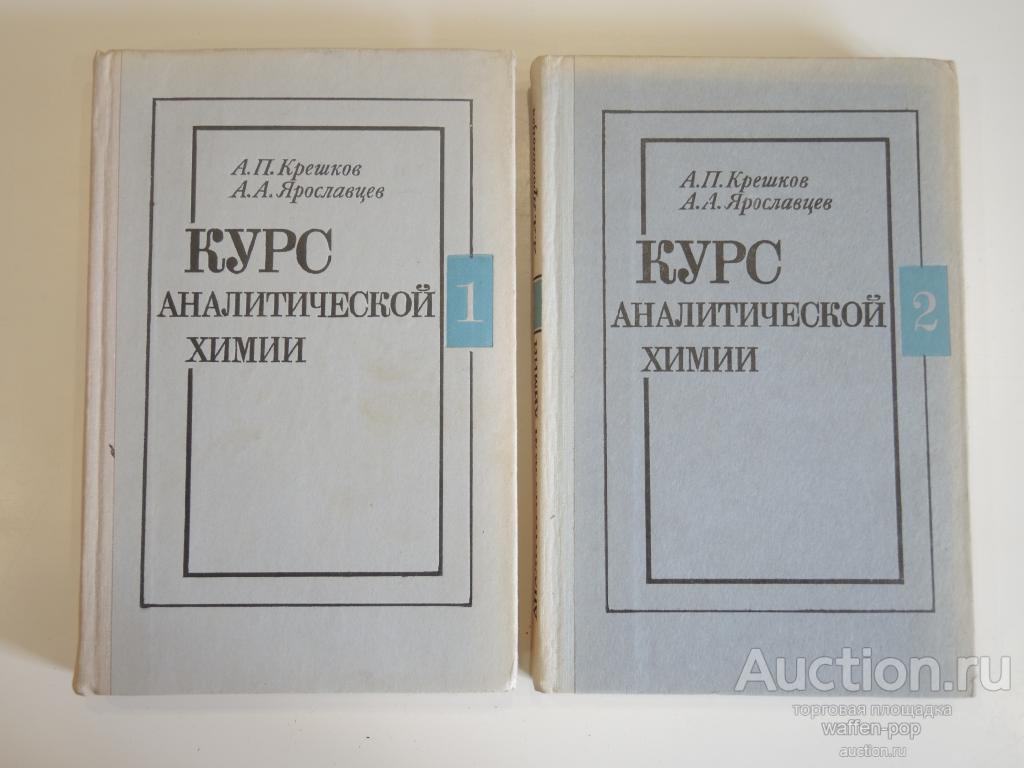 А.П.Крешков
А.А.Ярославцев
КУРС
АНАЛИТИЧЕСКОЙ
ХИМИИ
1
А.П.Крешков
А.А.Ярославцев
КУРС
АНАЛИТИЧЕСКОЙ
ХИМИИ
2
Auction.ru
торговая площадка
waffen-pop
auction.ru